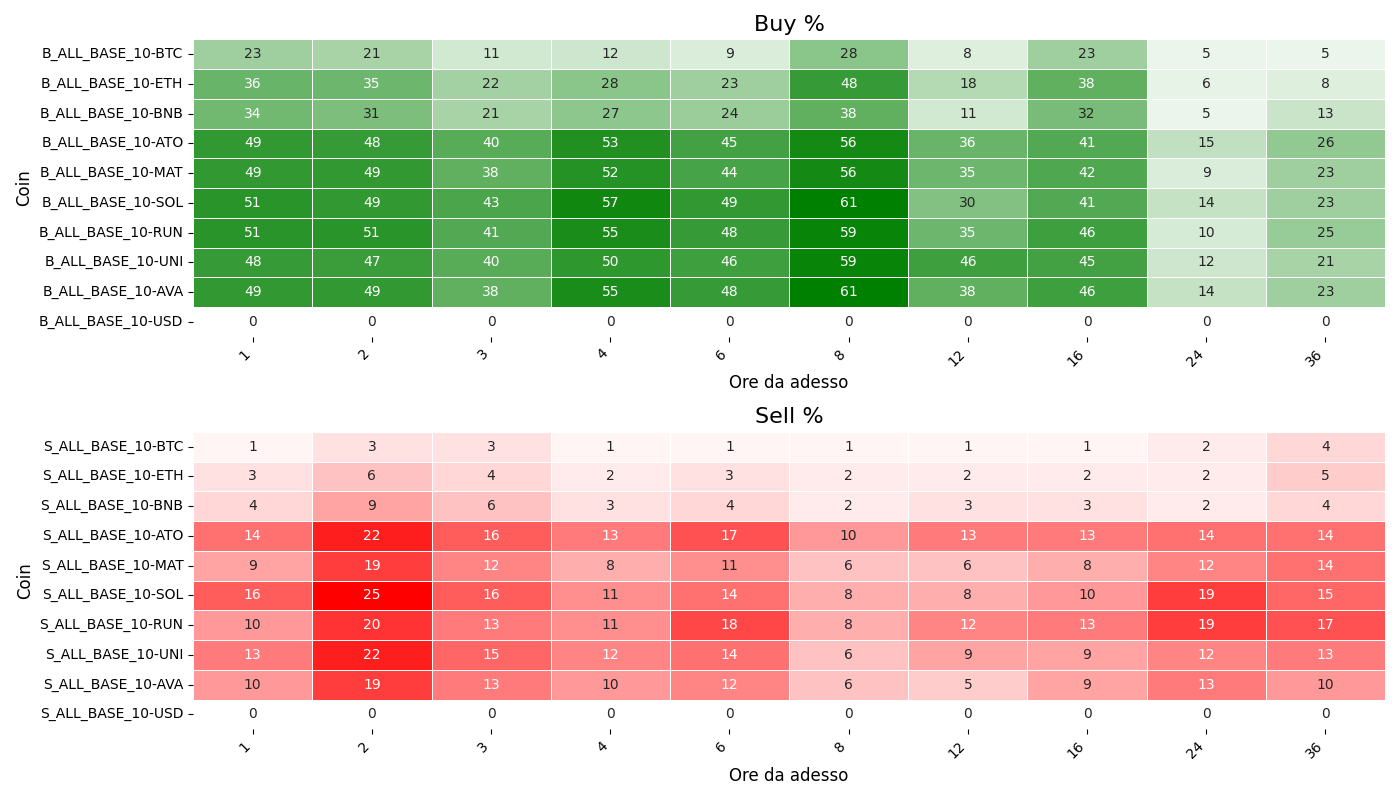 Buy %
Coin
B_ALL_BASE_10-BTC 23 21 11 12 9 28 8 23 5 5
B_ALL_BASE_10-ETH 36 35 22 28 23 48 18 38 6 8
B_ALL_BASE_10-BNB 34 31 21 27 24 38 11 32 5 13
B_ALL_BASE_10-ATO 49 48 40 53 45 56 36 41 15 26
B_ALL_BASE_10-MAT 49 49 38 52 44 56 35 42 9 23
B_ALL_BASE_10-SOL 51 49 43 57 49 61 30 41 14 23
B_ALL_BASE_10-RUN 51 51 41 55 48 59 35 46 10 25
B_ALL_BASE_10-UNI 48 47 40 50 46 59 46 45 12 21
B_ALL_BASE_10-AVA 49 49 38 55 48 61 38 46 14 23
B_ALL_BASE_10-USD 0 0 0 0 0 0 0 0 0 0
1 2 3 4 6 8 12 16 24 36
Ore da adesso
Sell %
Coin
S_ALL_BASE_10-BTC 1 3 3 1 1 1 1 1 2 4
S_ALL_BASE_10-ETH 3 6 4 2 3 2 2 2 2 5
S_ALL_BASE_10-BNB 4 9 6 3 4 2 3 3 2 4
S_ALL_BASE_10-ATO 14 22 16 13 17 10 13 13 14 14
S_ALL_BASE_10-MAT 9 19 12 8 11 6 6 8 12 14
S_ALL_BASE_10-SOL 16 25 16 11 14 8 8 10 19 15
S_ALL_BASE_10-RUN 10 20 13 11 18 8 12 13 19 17
S_ALL_BASE_10-UNI 13 22 15 12 14 6 9 9 12 13
S_ALL_BASE_10-AVA 10 19 13 10 12 6 5 9 13 10
S_ALL_BASE_10-USD 0 0 0 0 0 0 0 0 0 0
1 2 3 4 6 8 12 16 24 36
Ore da adesso